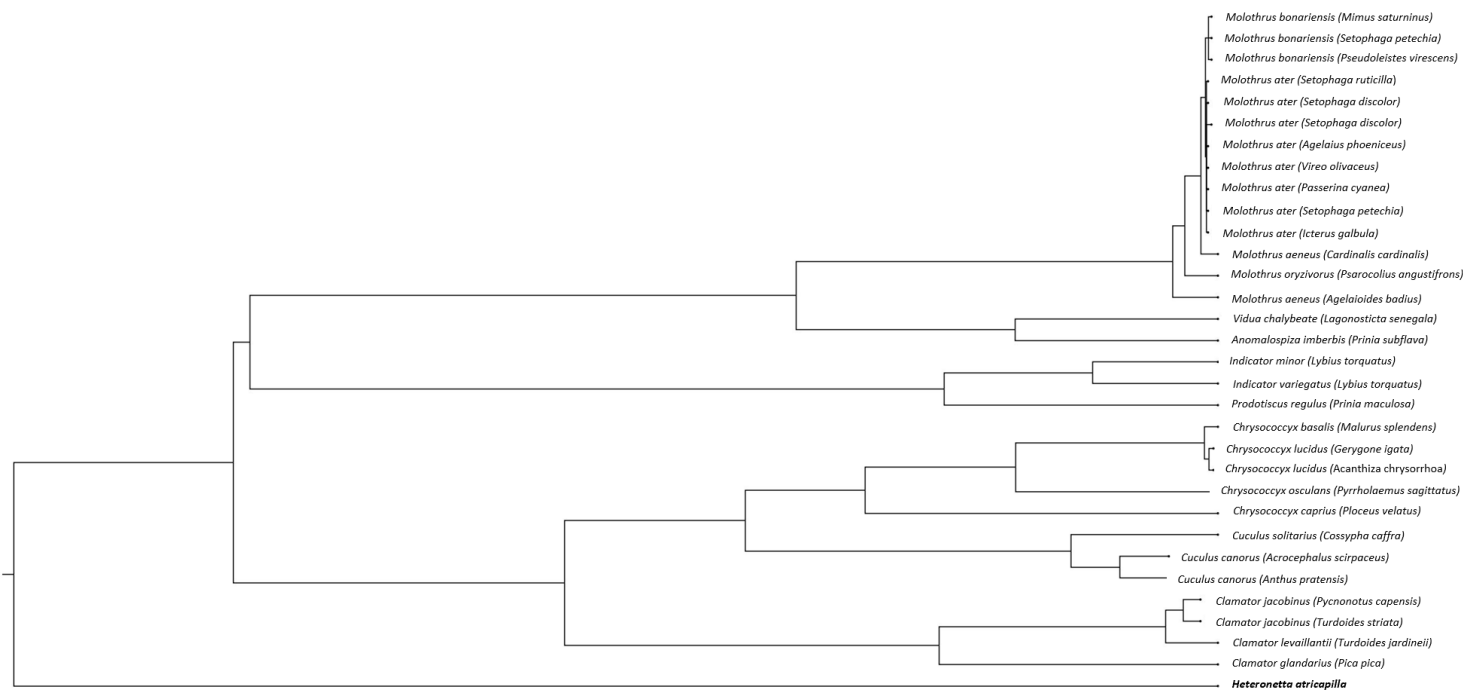 Molothrus bonariensis (Mimus saturninus)
Molothrus bonariensis (Setophaga petechia)
Molothrus bonariensis (Pseudoleistes virescens)
Molothrus ater (Setophaga ruticilla)
Molothrus ater (Setophaga discolor)
Molothrus ater (Setophaga discolor)
Molothrus ater (Agelaius phoeniceus)
Molothrus ater (Vireo olivaceus)
Molothrus ater (Passerina cyanea)
Molothrus ater (Setophaga petechia)
Molothrus ater (Icterus galbula)
Molothrus aeneus (Cardinalis cardinalis)
Molothrus oryzivorus (Psarocolius angustifrons)
Molothrus aeneus (Agelaioides badius)
Vidua chalybeate (Lagonosticta senegala)
Anomalospiza imberbis (Prinia subflava)
Indicator minor (Lybius torquatus)
Indicator variegatus (Lybius torquatus)
Prodotiscus regulus (Prinia maculosa)
Chrysococcyx basalis (Malurus splendens)
Chrysococcyx lucidus (Gerygone igata)
Chrysococcyx lucidus (Acanthiza chrysorrhoa)
Chrysococcyx osculans (Pyrrholaemus sagittatus)
Chrysococcyx caprius (Ploceus velatus)
Cuculus solitarius (Cossypha caffra)
Cuculus canorus (Acrocephalus scirpaceus)
Cuculus canorus (Anthus pratensis)
Clamator jacobinus (Pycnonotus capensis)
Clamator jacobinus (Turdoides striata)
Clamator levaillantii (Turdoides jardineii)
Clamator glandarius (Pica pica)
Heteronetta atricapilla